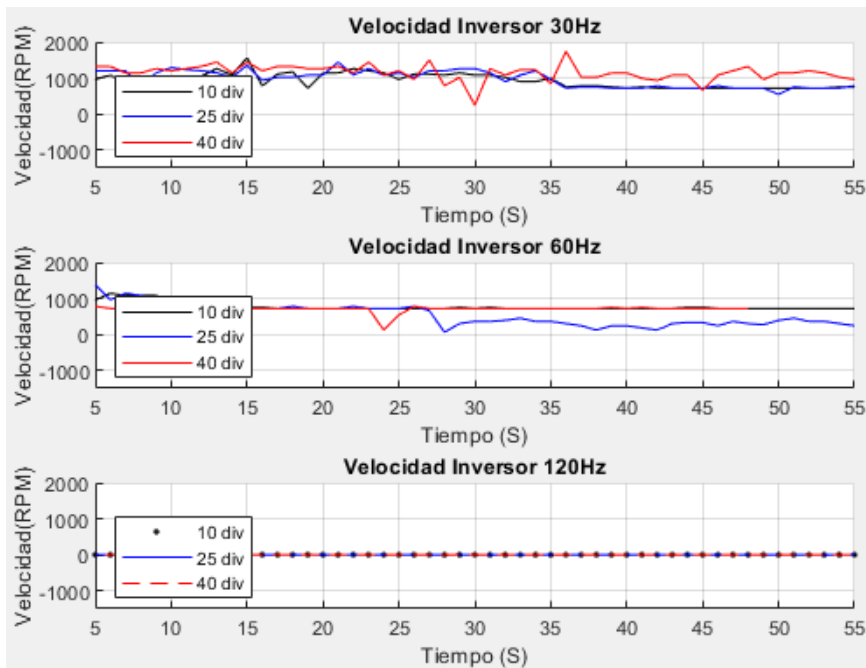 Velocidad Inversor 30Hz
Velocidad(RPM)
2000
1000
0
-1000
10 div
25 div
40 div
5 10 15 20 25 30 35 40 45 50 55
Tiempo (S)
Velocidad Inversor 60Hz
Velocidad(RPM)
2000
1000
0
-1000
10 div
25 div
40 div
5 10 15 20 25 30 35 40 45 50 55
Tiempo (S)
Velocidad Inversor 120Hz
Velocidad(RPM)
2000
1000
0
-1000
10 div
25 div
40 div
5 10 15 20 25 30 35 40 45 50 55
Tiempo (S)